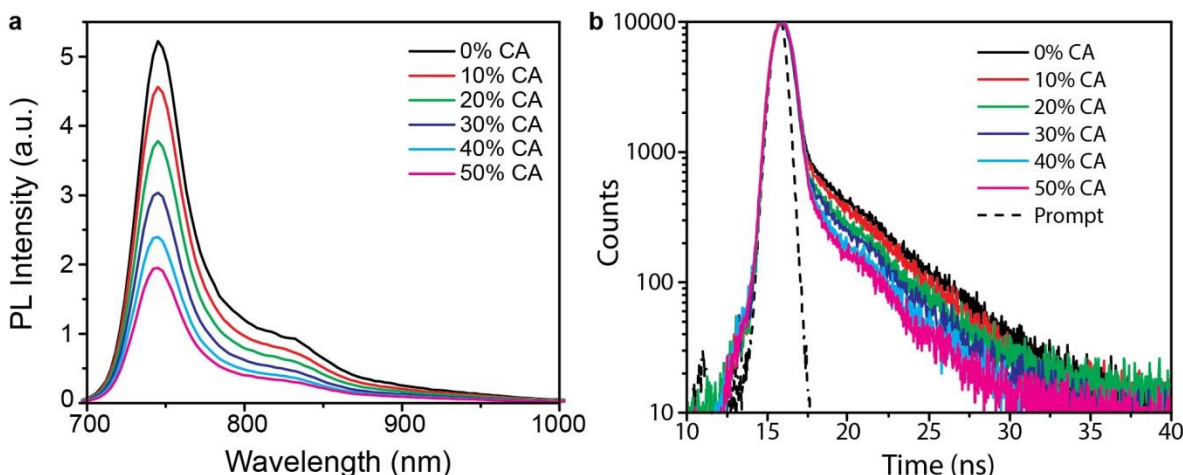 a
5
4
3
2
1
0
700
800
900
1000
PL Intensity (a.u.)
Wavelength (nm)
0% CA
10% CA
20% CA
30% CA
40% CA
50% CA
b
10000
1000
100
10
10
15
20
25
30
35
40
Counts
Time (ns)
0% CA
10% CA
20% CA
30% CA
40% CA
50% CA
Prompt